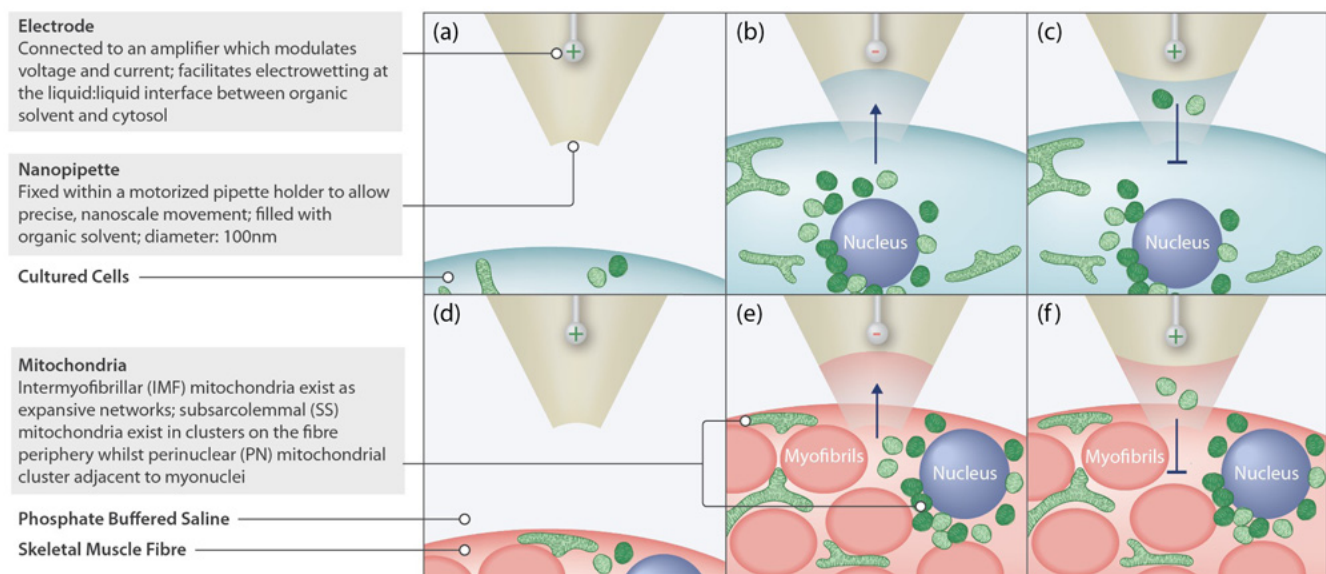 Electrode
Connected to an amplifier which modulates
voltage and current; facilitates electrowetting at
the liquid:liquid interface between organic
solvent and cytosol
Nanopipette
Fixed within a motorized pipette holder to allow
precise, nanoscale movement; filled with
organic solvent; diameter: 100nm
Cultured Cells
Mitochondria
Intermyofibrillar (IMF) mitochondria exist as
expansive networks; subsarcolemmal (SS)
mitochondria exist in clusters on the fibre
periphery whilst perinuclear (PN) mitochondrial
cluster adjacent to myonuclei
Phosphate Buffered Saline
Skeletal Muscle Fibre
(a)
+
(b)
-
Nucleus
(c)
+
Nucleus
(d)
+
(e)
-
Myofibrils
Nucleus
(f)
+
Myofibrils
Nucleus